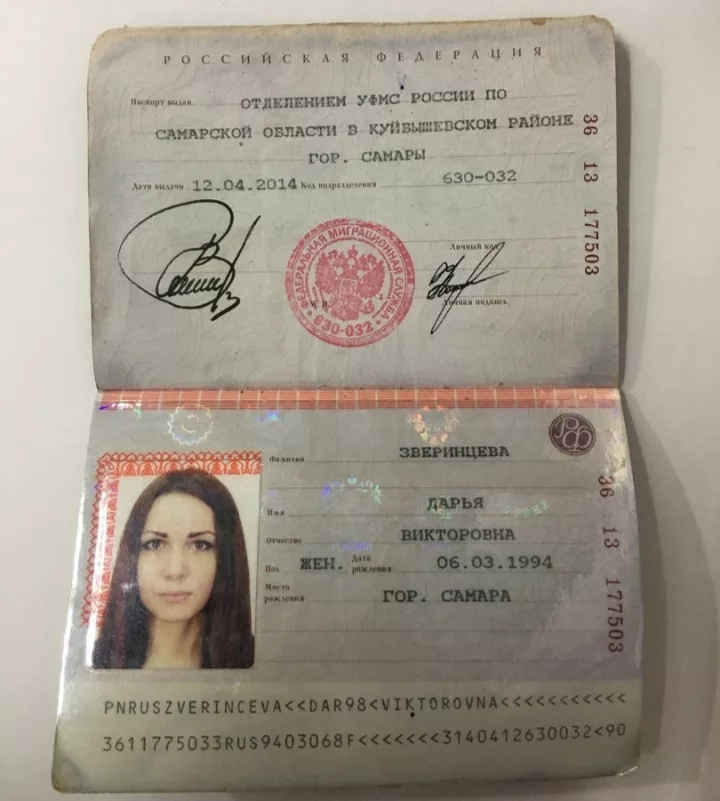 РОССИЙСКАЯ ФЕДЕРАЦИЯ
Паспорт выдан ОТДЕЛЕНИЕМ УФМС РОССИИ ПО
САМАРСКОЙ ОБЛАСТИ В КУЙБЫШЕВСКОМ РАЙОНЕ
ГОР. САМАРЫ
Дата выдачи 12.04.2014 Код подразделения 630-032
36 13 177503
Личный код
ФЕДЕРАЛЬНАЯ МИГРАЦИОННАЯ СЛУЖБА
М.П.
630-032
Личная подпись
РФ
Фамилия ЗВЕРИНЦЕВА
Имя ДАРЬЯ
Отчество ВИКТОРОВНА
Пол ЖЕН. Дата рождения 06.03.1994
Место рождения ГОР. САМАРА
36 13 177503
PNRUSZVERINCEVA<<DAR98<VIKTOROVNA<<<<<<<<<<<
3611775033RUS9403068F<<<<<<<3140412630032<90